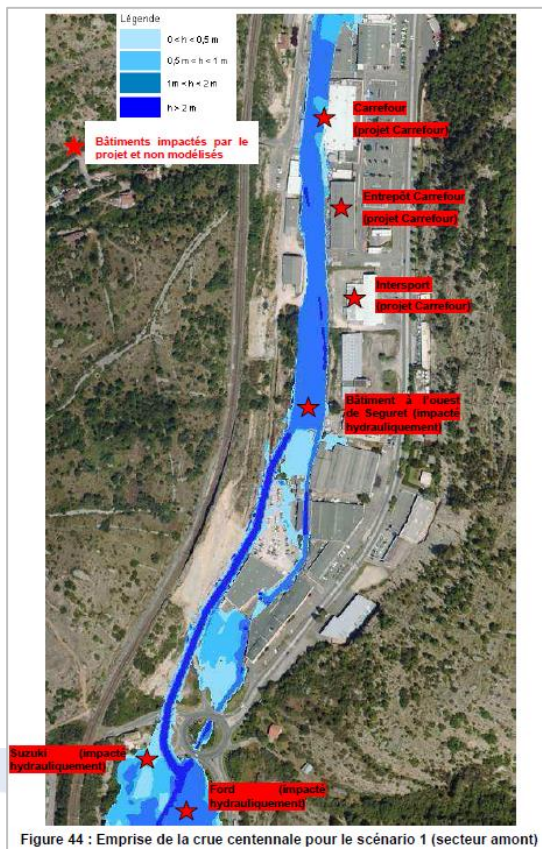 Légende
0 < h < 0,5 m
0,5 m < h < 1 m
1m < h < 2 m
h > 2 m
Bâtiments impactés par le
projet et non modélisés
Carrefour
(projet Carrefour)
Entrepôt Carrefour
(projet Carrefour)
Intersport
(projet Carrefour)
Bâtiment à l'ouest
de Seguret (impacté
hydrauliquement)
Suzuki (impacté
hydrauliquement)
Ford (impacté
hydrauliquement)
Figure 44 : Emprise de la crue centennale pour le scénario 1 (secteur amont)